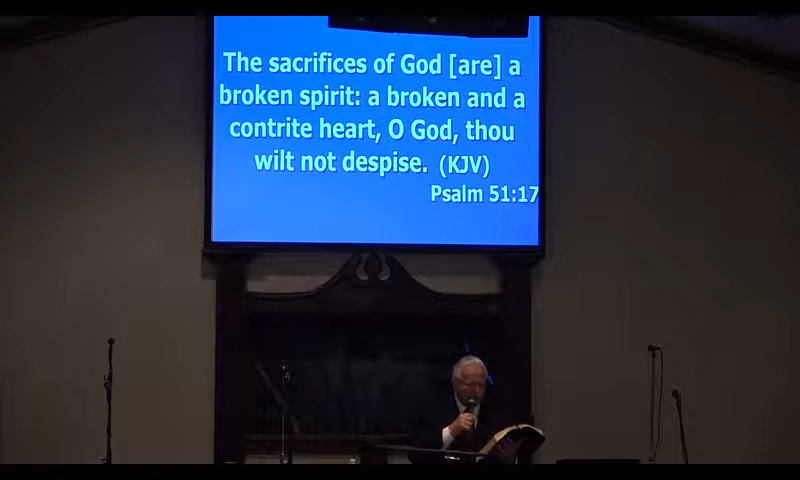 The sacrifices of God [are] a
broken spirit: a broken and a
contrite heart, O God, thou
wilt not despise. (KJV)
Psalm 51:17